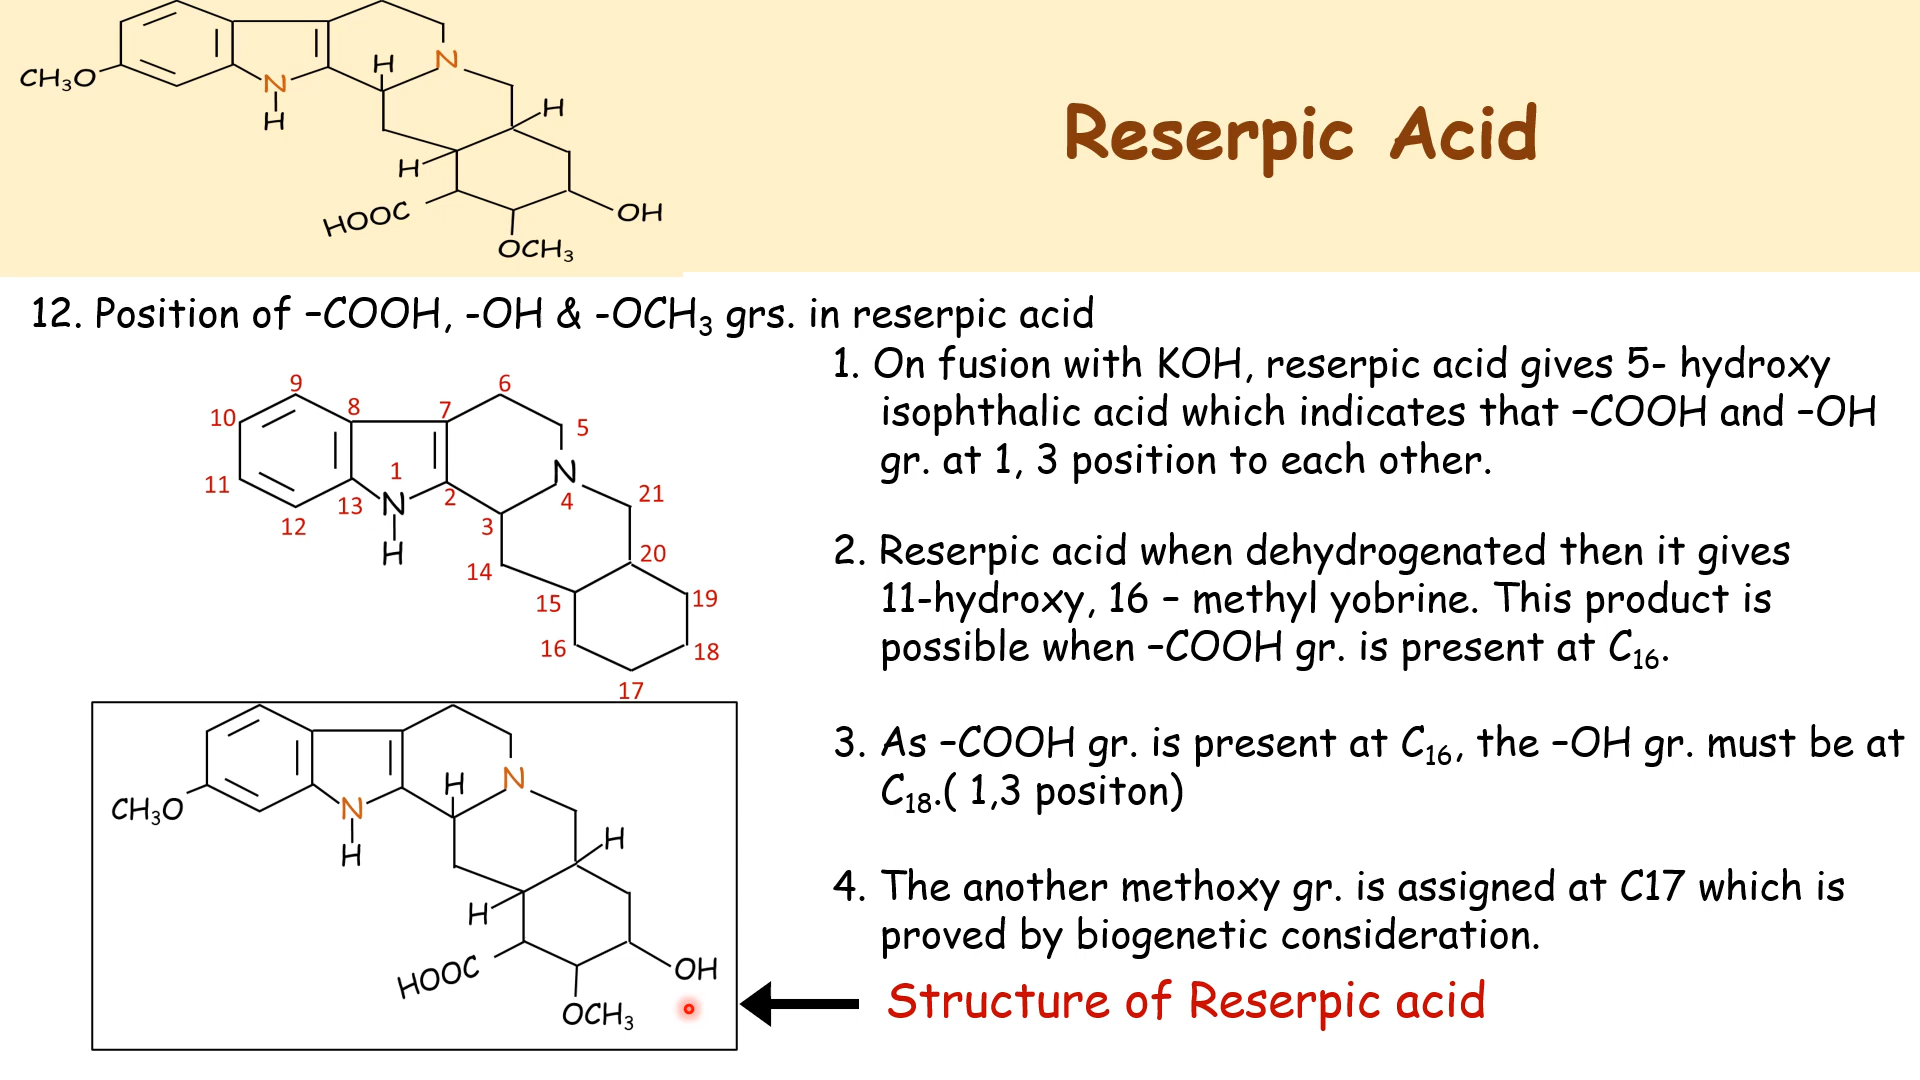 CH₃O
N
H
H
N
H
H
HOOC
OH
OCH₃
Reserpic Acid
12. Position of –COOH, -OH & -OCH₃ grs. in reserpic acid
1. On fusion with KOH, reserpic acid gives 5- hydroxy
isophthalic acid which indicates that –COOH and –OH
gr. at 1, 3 position to each other.
2. Reserpic acid when dehydrogenated then it gives
11-hydroxy, 16 – methyl yobrine. This product is
possible when –COOH gr. is present at C₁₆.
3. As –COOH gr. is present at C₁₆, the –OH gr. must be at
C₁₈.( 1,3 positon)
4. The another methoxy gr. is assigned at C17 which is
proved by biogenetic consideration.
Structure of Reserpic acid
9
6
10
8
7
5
1
N
11
13
N
2
4
21
12
3
H
20
14
15
19
16
18
17
CH₃O
N
H
H
N
H
H
HOOC
OH
OCH₃